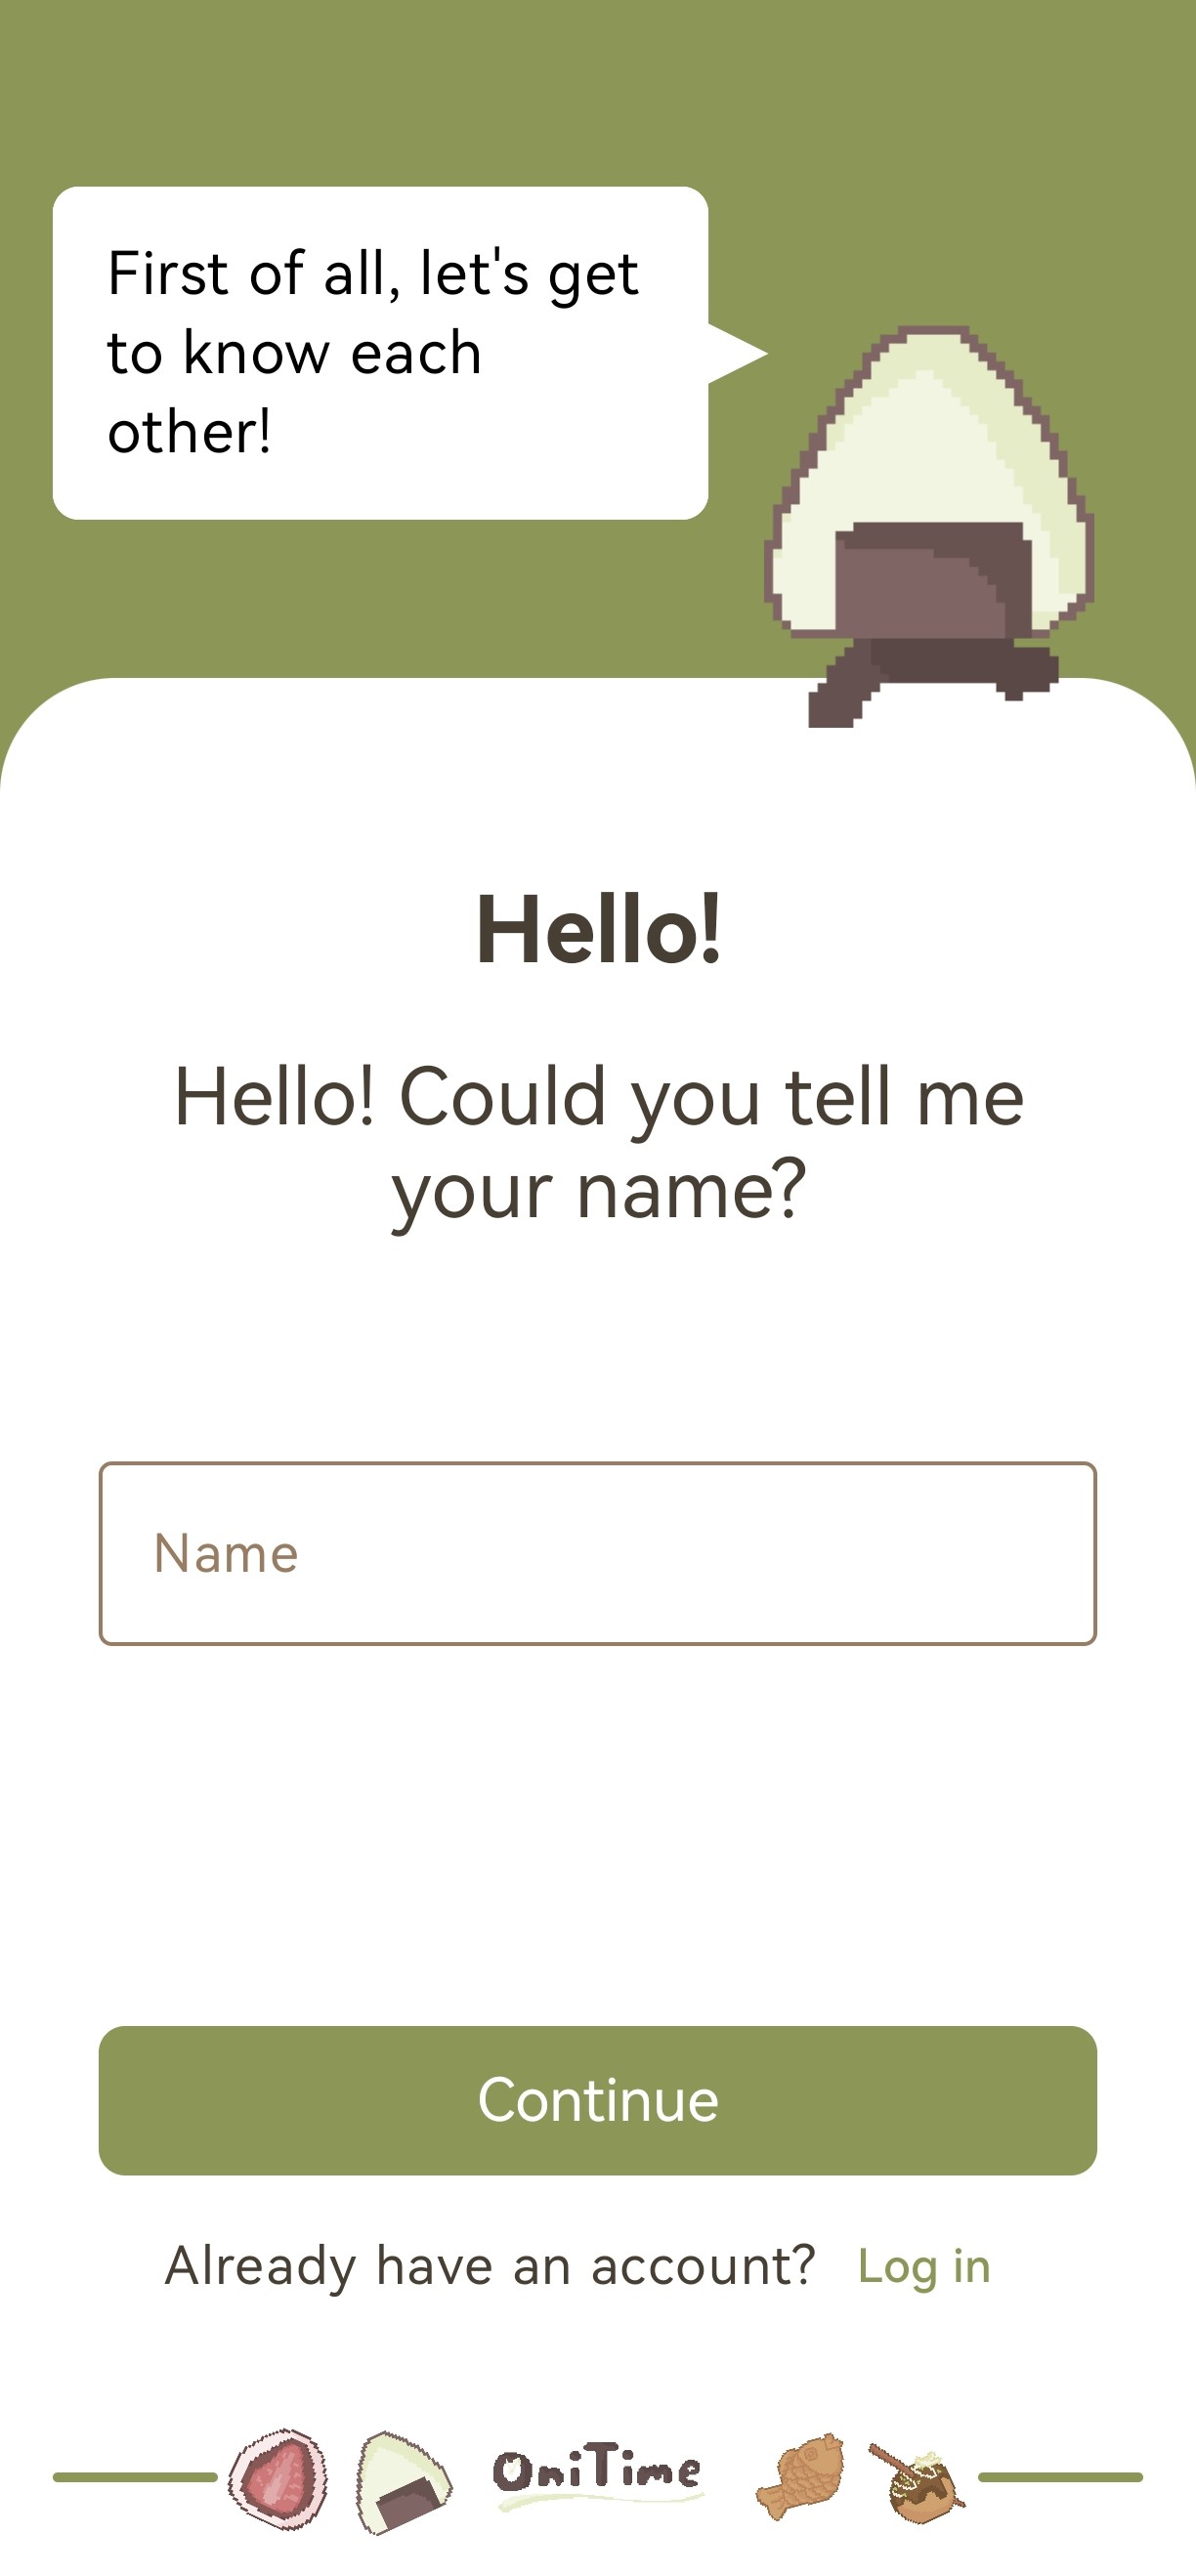 First of all, let's get
to know each
other!
Hello!
Hello! Could you tell me
your name?
Name
Continue
Already have an account? Log in
OniTime